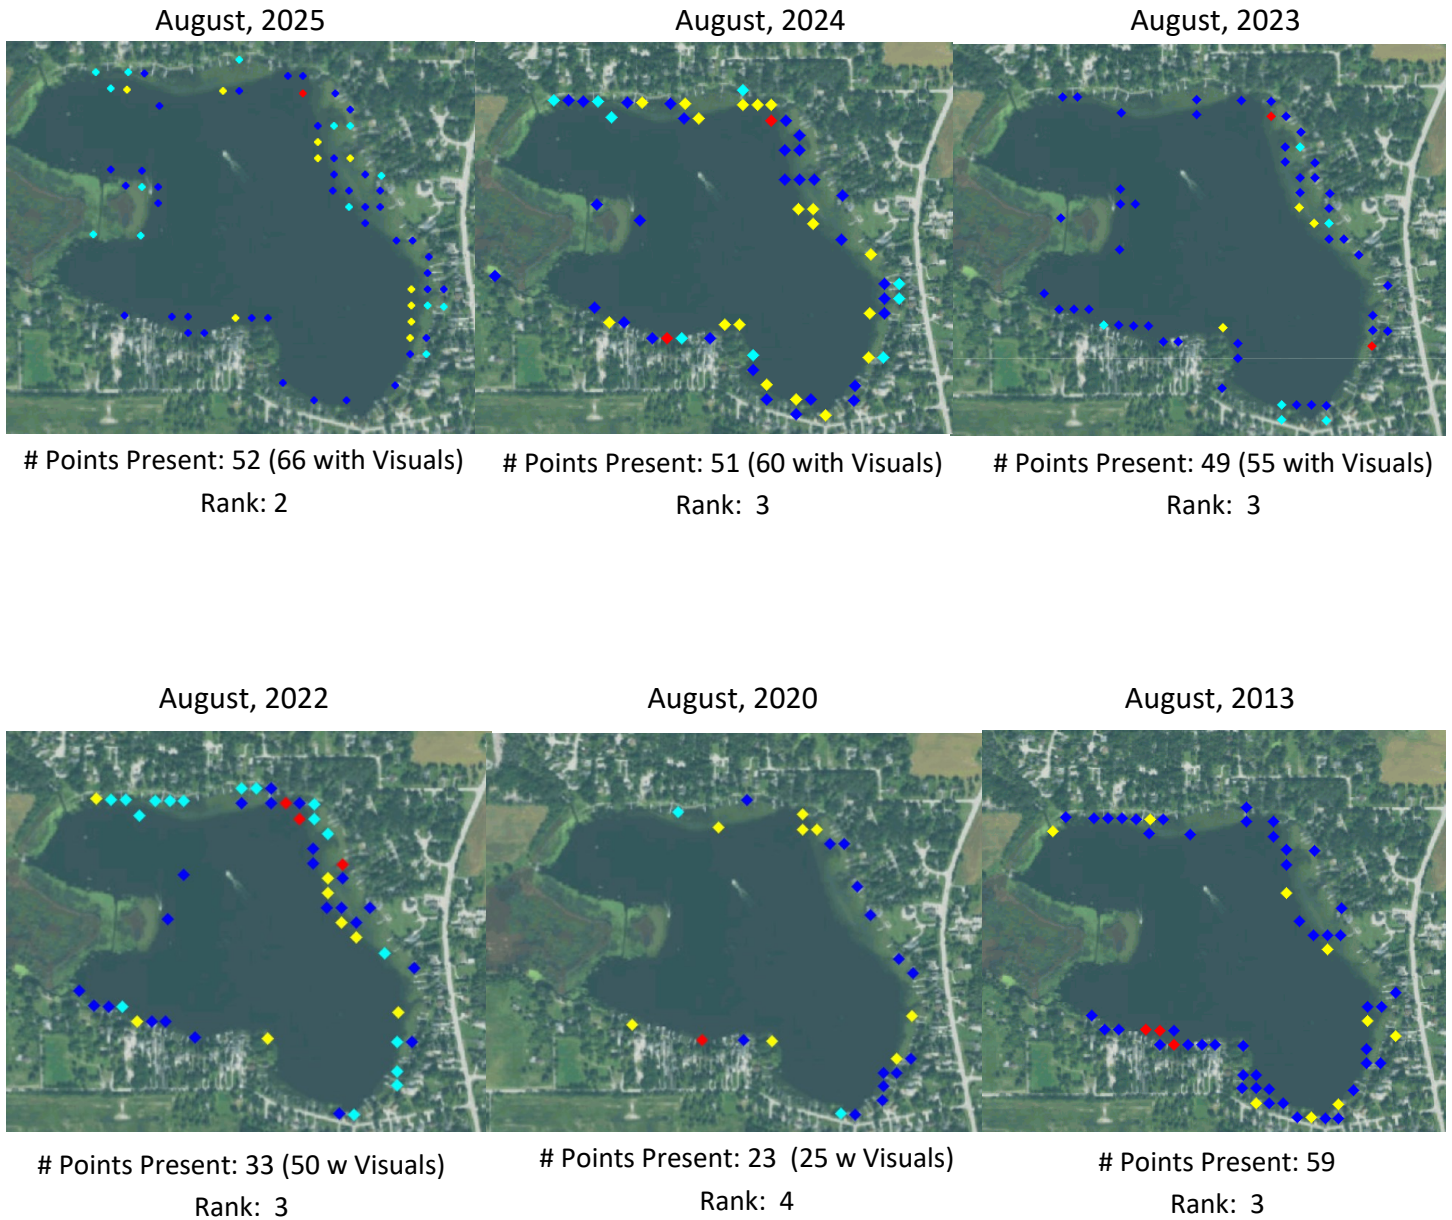 August, 2025
August, 2024
August, 2023
# Points Present: 52 (66 with Visuals)
Rank: 2
# Points Present: 51 (60 with Visuals)
Rank:  3
# Points Present: 49 (55 with Visuals)
Rank:  3
August, 2022
August, 2020
August, 2013
# Points Present: 33 (50 w Visuals)
Rank:  3
# Points Present: 23  (25 w Visuals)
Rank:  4
# Points Present: 59
Rank:  3